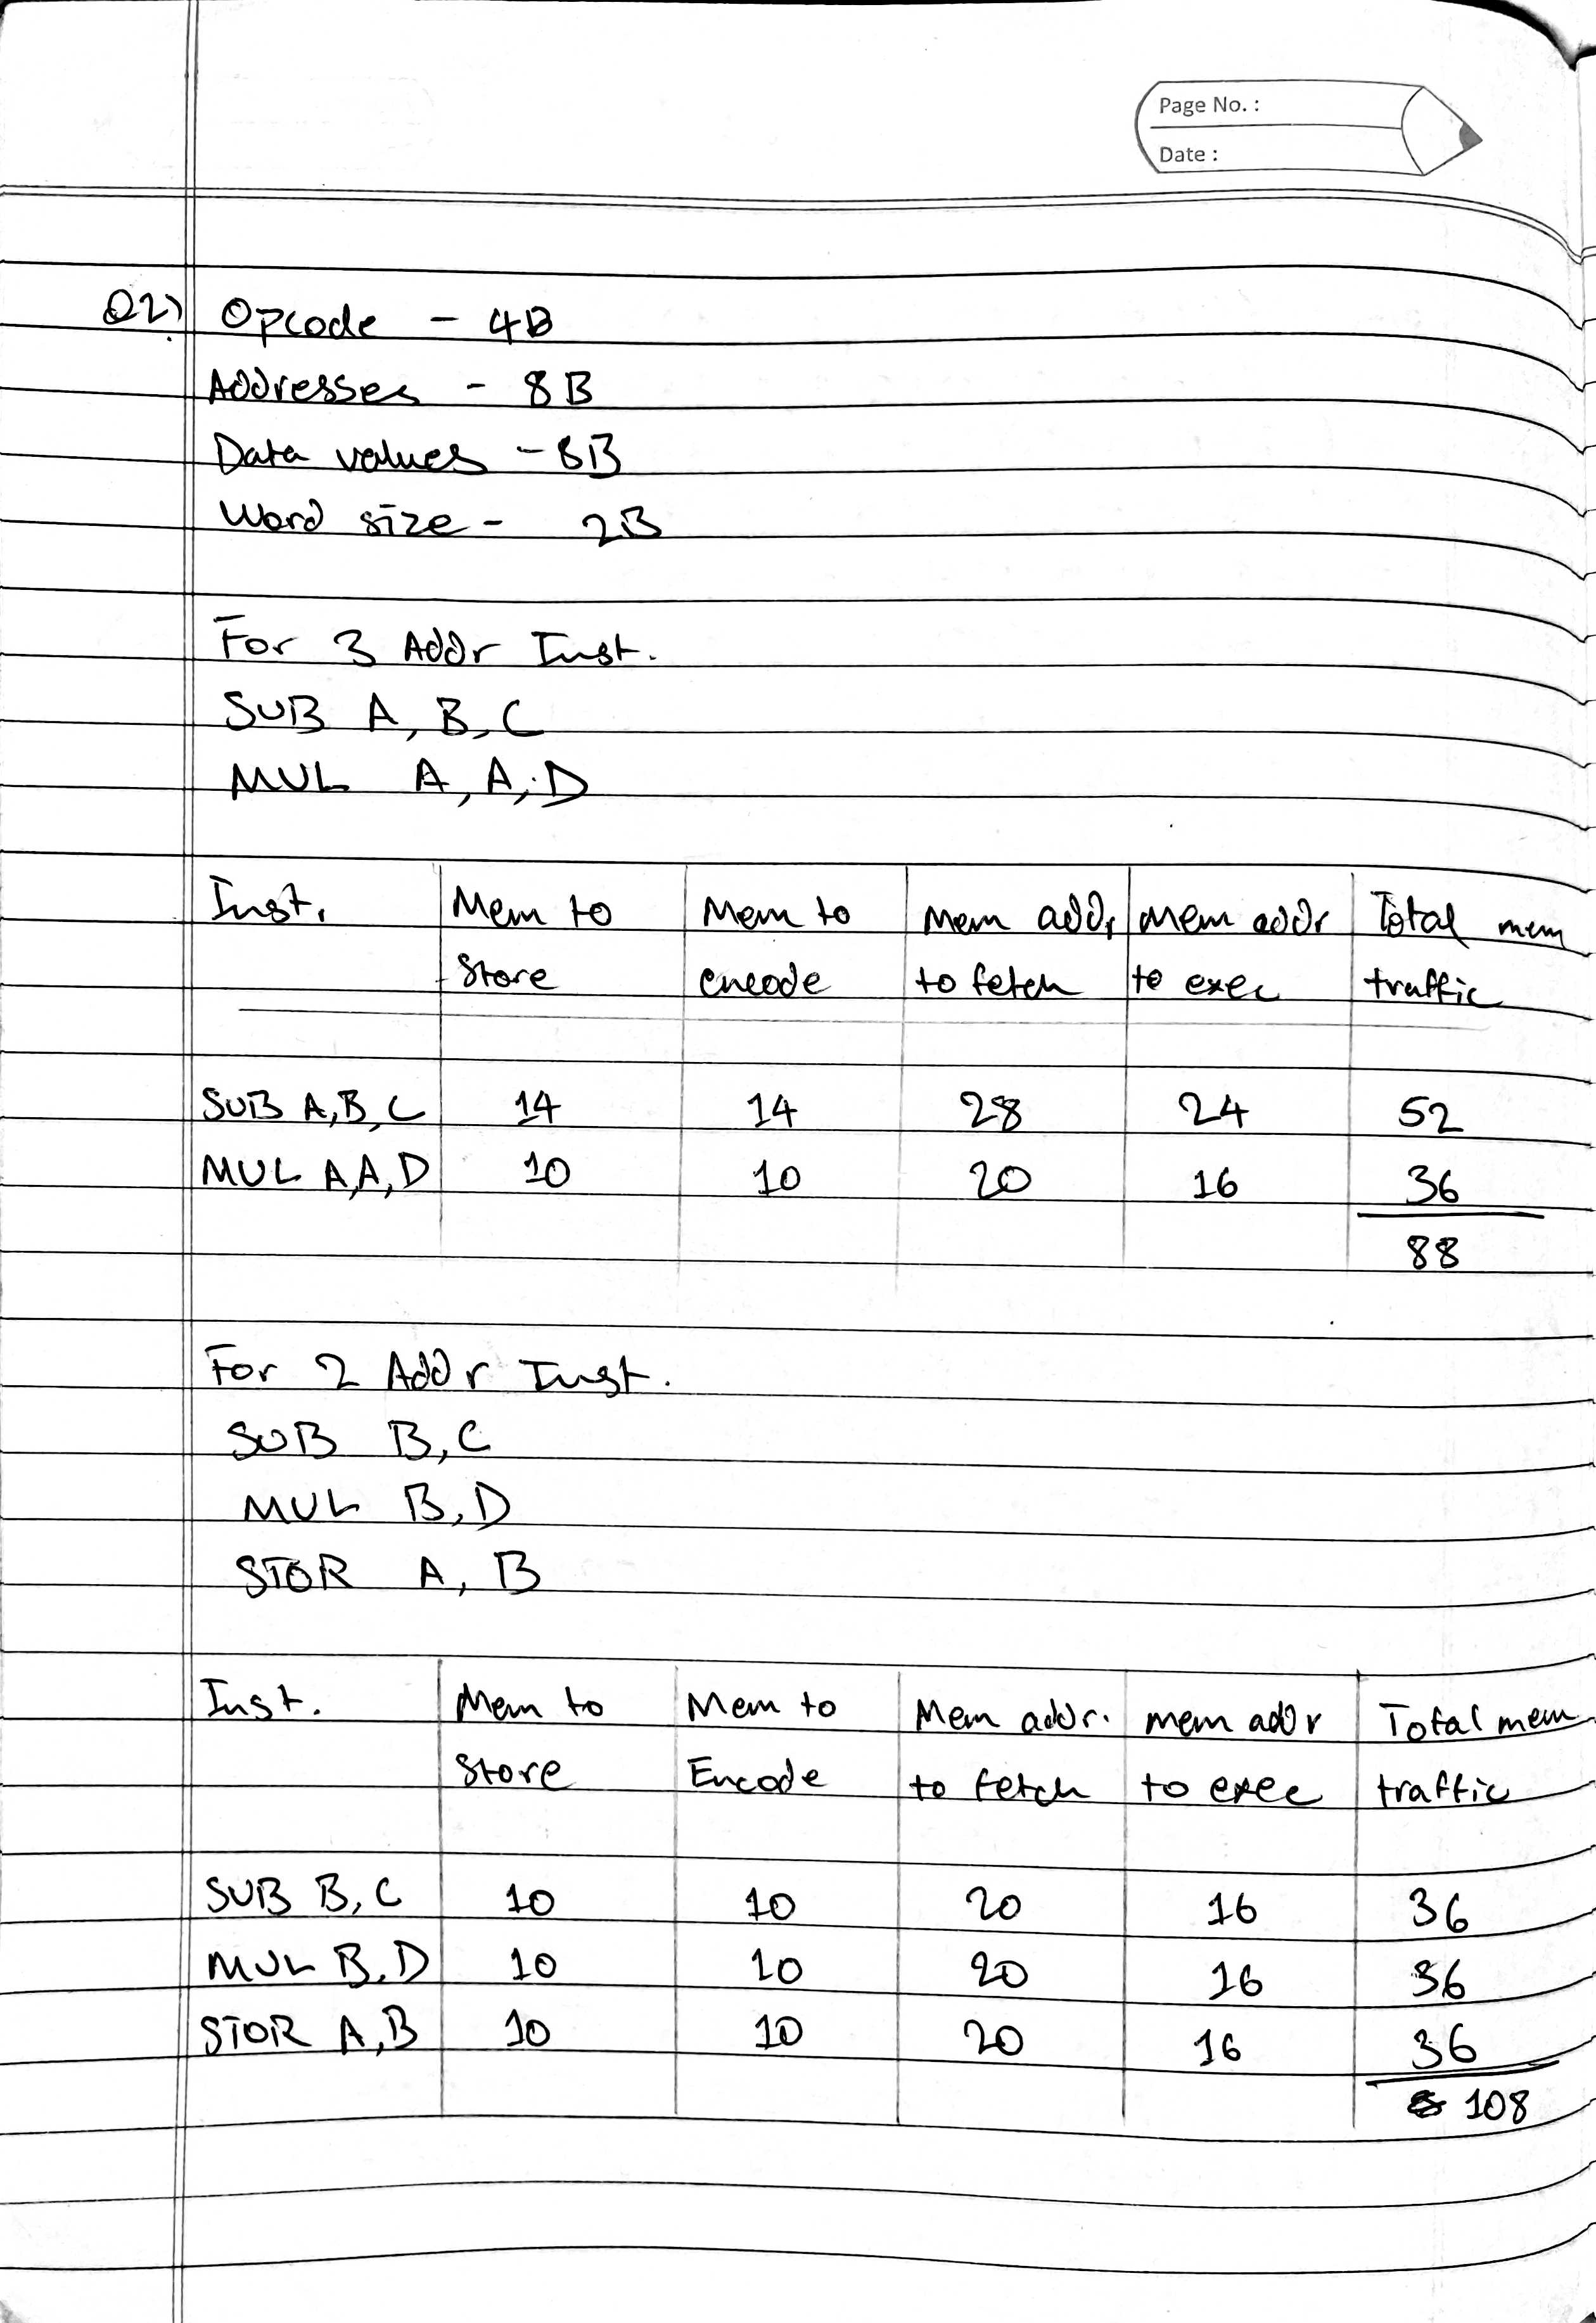 Page No. :
Date :
Q2) Opcode - 4B
Addresses - 8B
Data values - 8B
Word size - 2B
For 3 Addr Inst.
SUB A, B, C
MUL A, A, D
Inst. Mem to Mem to Mem addr Mem addr Total mem
Store encode to fetch to exec traffic
SUB A,B,C 14 14 28 24 52
MUL A,A,D 10 10 20 16 36
88
For 2 Addr Inst.
SUB B, C
MUL B, D
STOR A, B
Inst. Mem to Mem to Mem addr. mem addr Total mem
Store Encode to fetch to exec traffic
SUB B, C 10 10 20 16 36
MUL B, D 10 10 20 16 36
STOR A,B 10 10 20 16 36
108